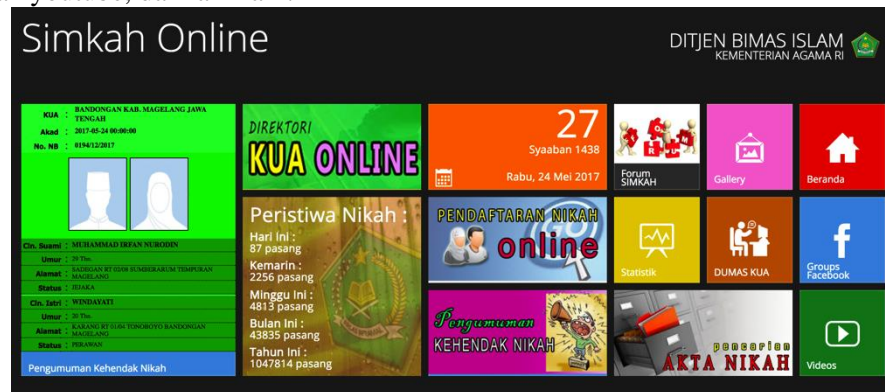 Simkah Online
DITJEN BIMAS ISLAM
KEMENTERIAN AGAMA RI
KUA : BANDONGAN KAB. MAGELANG JAWA TENGAH
Akad : 2017-05-24 00:00:00
No. NB : 0194/12/2017
Cln. Suami : MUHAMMAD IRFAN NURODIN
Umur : 20 Thn.
Alamat : SADEGAN RT 02/08 SUMBERARUM TEMPURAN MAGELANG
Status : JEJAKA
Cln. Istri : WINDAYATI
Umur : 20 Thn.
Alamat : KARANG RT 01/04 TONOBOYO BANDONGAN MAGELANG
Status : PERAWAN
Pengumuman Kehendak Nikah
DIREKTORI
KUA ONLINE
Peristiwa Nikah :
Hari Ini :
87 pasang
Kemarin :
2256 pasang
Minggu Ini :
4813 pasang
Bulan Ini :
43835 pasang
Tahun Ini :
1047814 pasang
27
Syaaban 1438
Rabu, 24 Mei 2017
PENDAFTARAN NIKAH
online
Pengumuman
KEHENDAK NIKAH
FORUM
Forum
SIMKAH
Gallery
Beranda
Statistik
DUMAS KUA
Groups
Facebook
pencarian
AKTA NIKAH
Videos